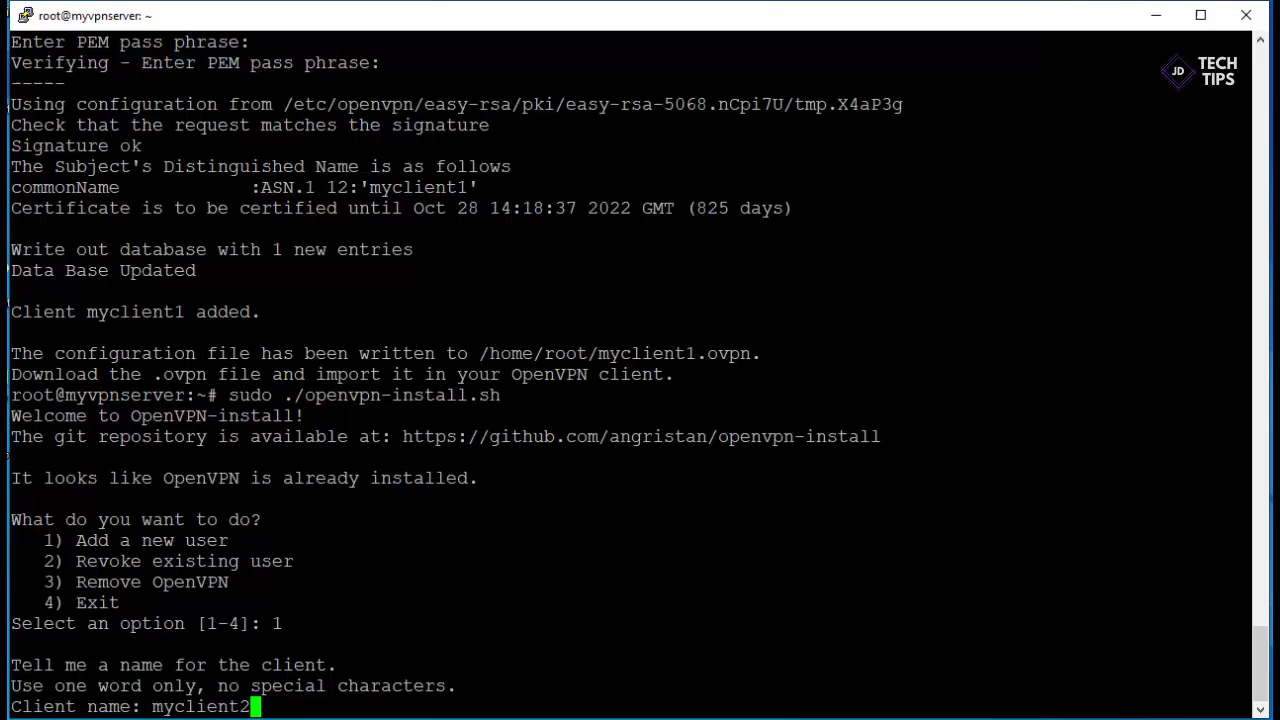 root@myvpnserver: ~
Enter PEM pass phrase:
Verifying - Enter PEM pass phrase:
-----
Using configuration from /etc/openvpn/easy-rsa/pki/easy-rsa-5068.nCpi7U/tmp.X4aP3g
Check that the request matches the signature
Signature ok
The Subject's Distinguished Name is as follows
commonName            :ASN.1 12:'myclient1'
Certificate is to be certified until Oct 28 14:18:37 2022 GMT (825 days)
Write out database with 1 new entries
Data Base Updated
Client myclient1 added.
The configuration file has been written to /home/root/myclient1.ovpn.
Download the .ovpn file and import it in your OpenVPN client.
root@myvpnserver:~# sudo ./openvpn-install.sh
Welcome to OpenVPN-install!
The git repository is available at: https://github.com/angristan/openvpn-install
It looks like OpenVPN is already installed.
What do you want to do?
1) Add a new user
2) Revoke existing user
3) Remove OpenVPN
4) Exit
Select an option [1-4]: 1
Tell me a name for the client.
Use one word only, no special characters.
Client name: myclient2
JD
TECH
TIPS